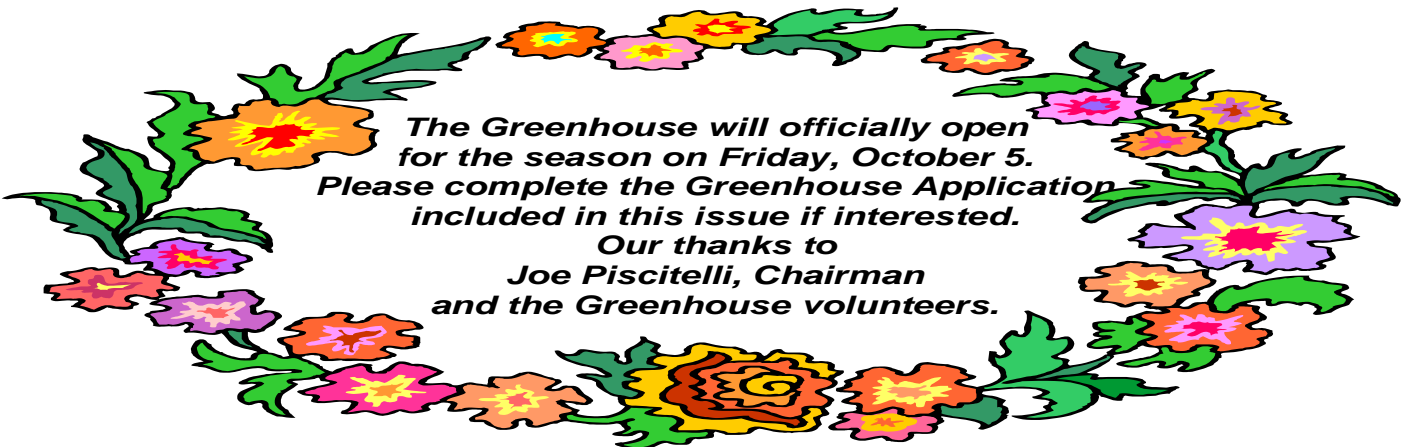 The Greenhouse will officially open
for the season on Friday, October 5.
Please complete the Greenhouse Application
included in this issue if interested.
Our thanks to
Joe Piscitelli, Chairman
and the Greenhouse volunteers.